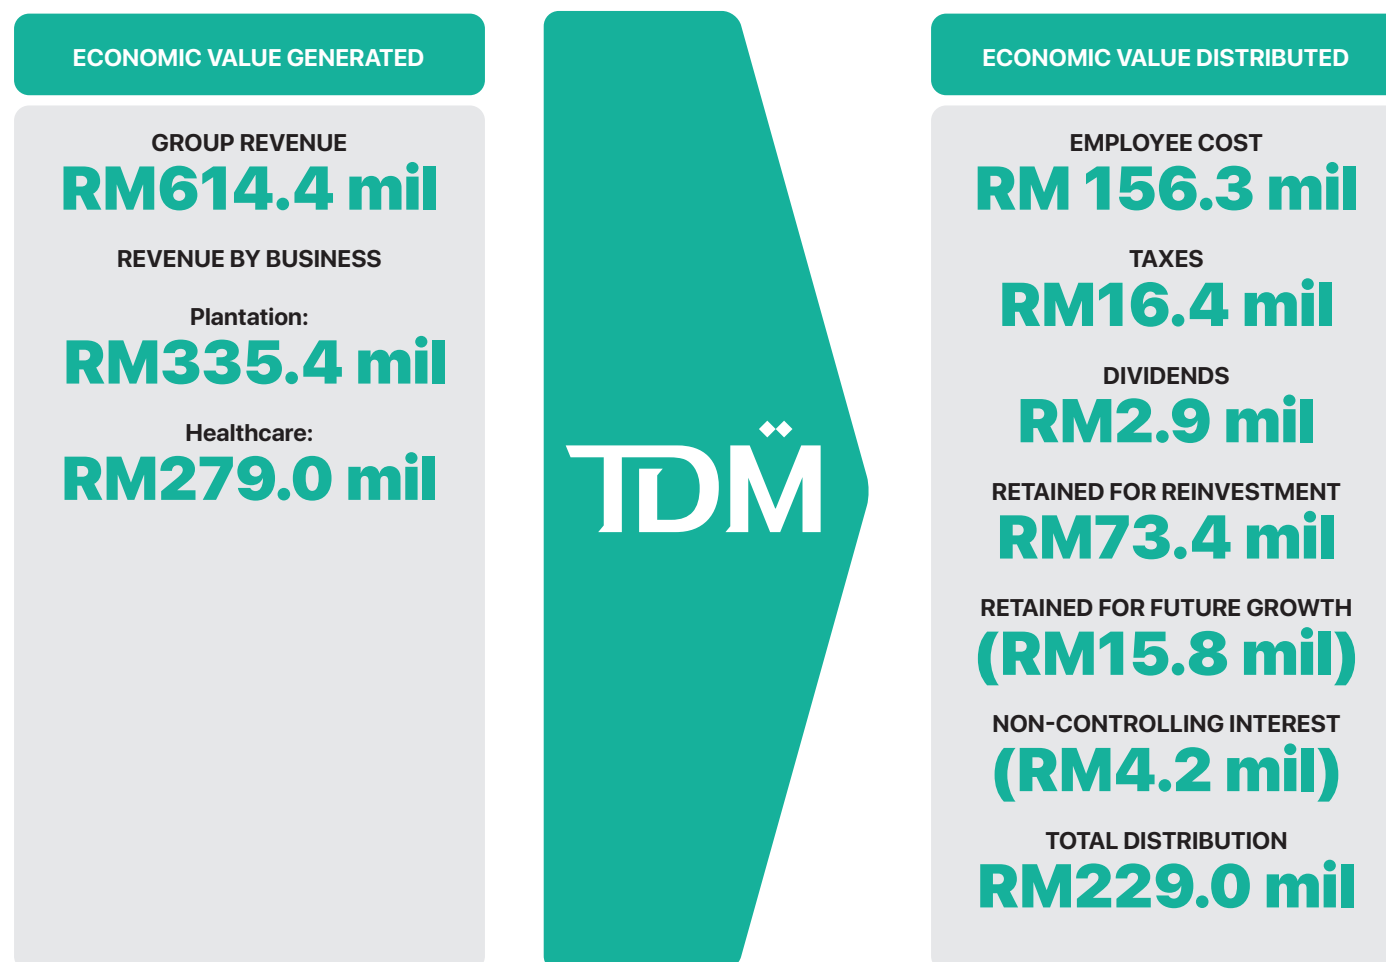 ECONOMIC VALUE GENERATED
GROUP REVENUE
RM614.4 mil
REVENUE BY BUSINESS
Plantation:
RM335.4 mil
Healthcare:
RM279.0 mil
TDM
ECONOMIC VALUE DISTRIBUTED
EMPLOYEE COST
RM 156.3 mil
TAXES
RM16.4 mil
DIVIDENDS
RM2.9 mil
RETAINED FOR REINVESTMENT
RM73.4 mil
RETAINED FOR FUTURE GROWTH
(RM15.8 mil)
NON-CONTROLLING INTEREST
(RM4.2 mil)
TOTAL DISTRIBUTION
RM229.0 mil